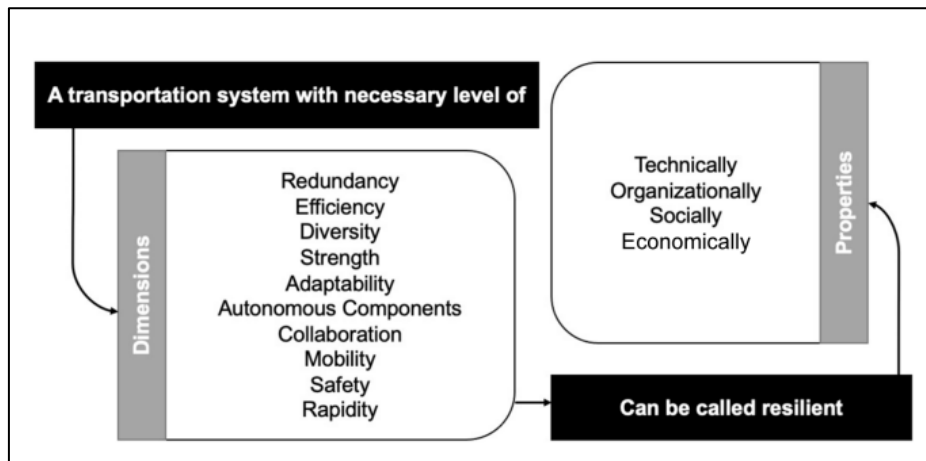 A transportation system with necessary level of
Dimensions
Redundancy
Efficiency
Diversity
Strength
Adaptability
Autonomous Components
Collaboration
Mobility
Safety
Rapidity
Can be called resilient
Properties
Technically
Organizationally
Socially
Economically